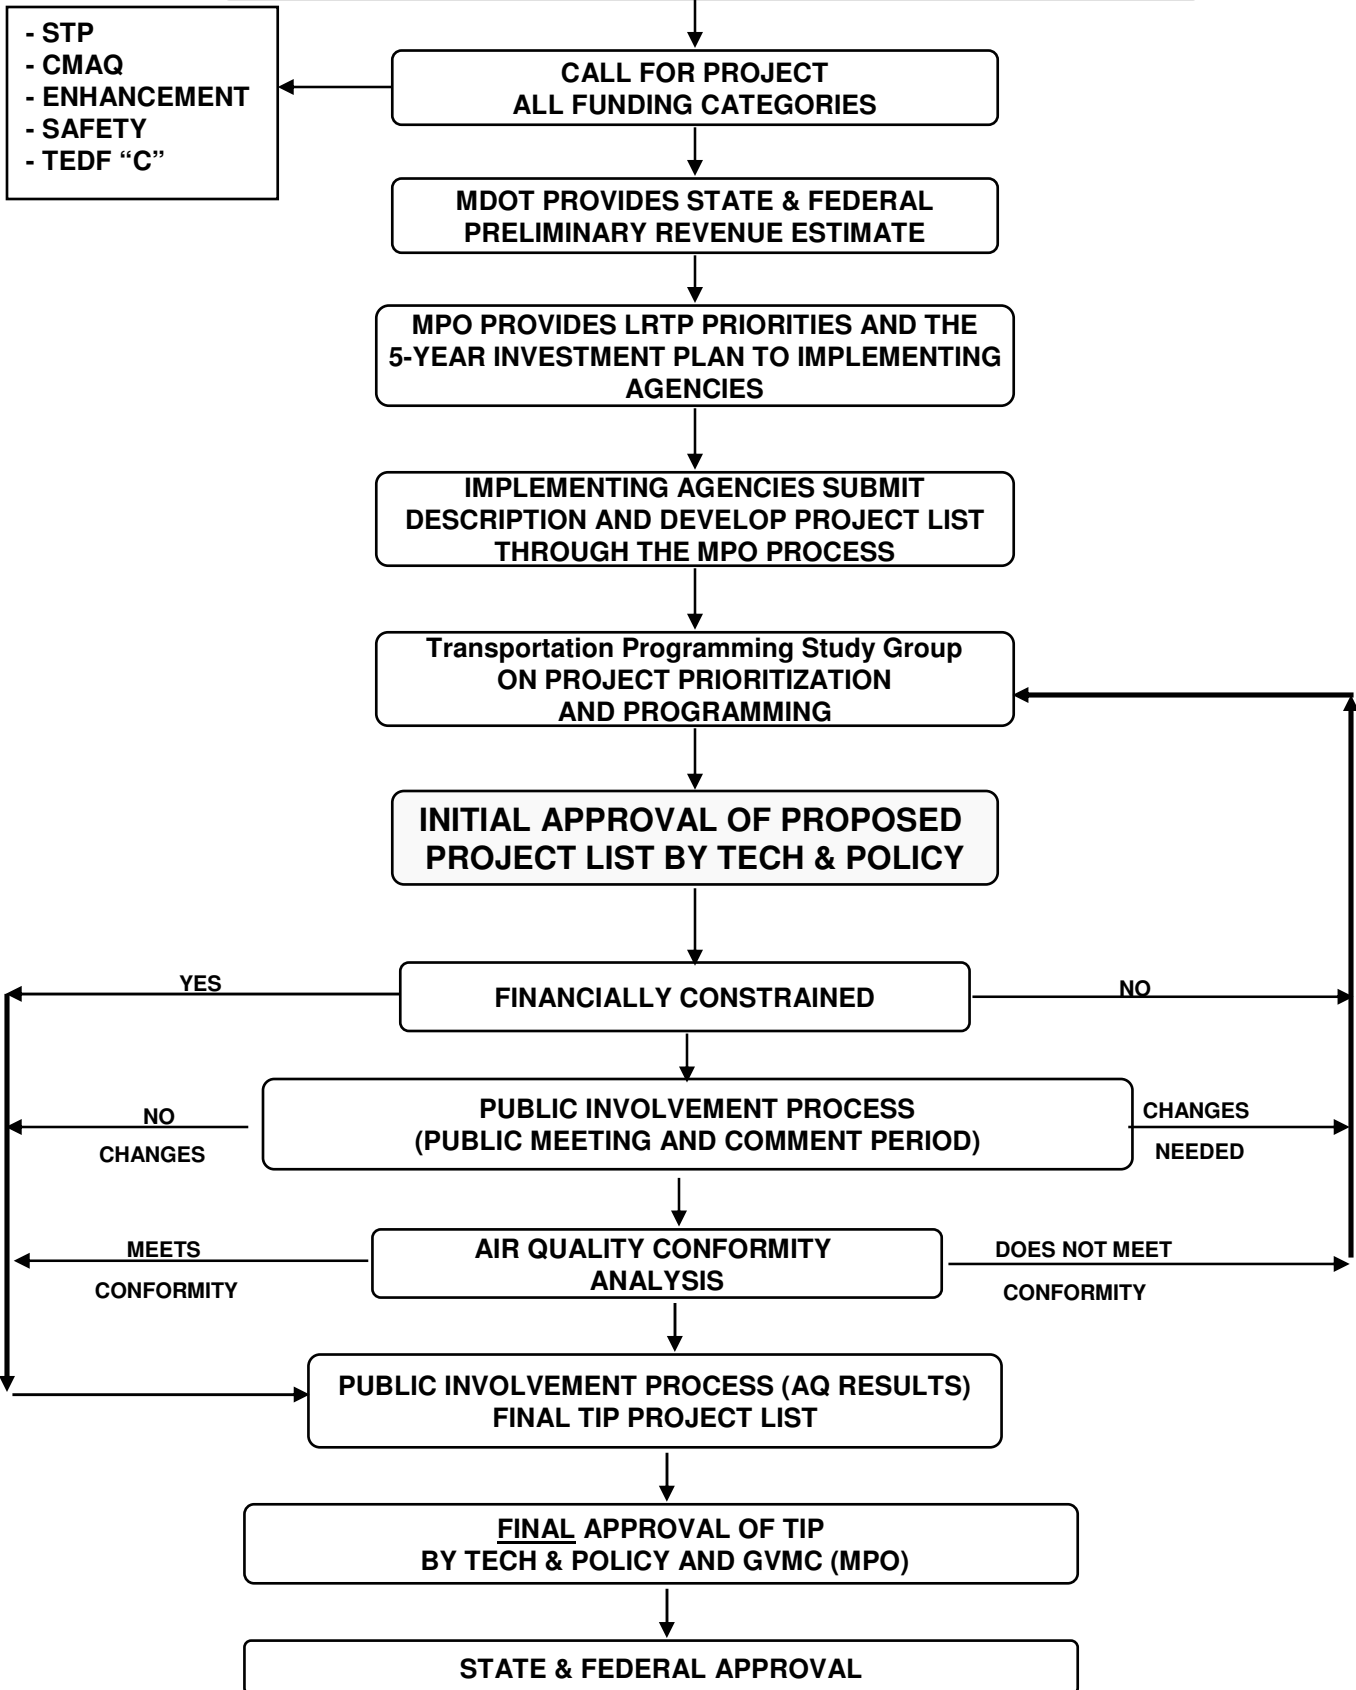 - STP
- CMAQ
- ENHANCEMENT
- SAFETY
- TEDF “C”
CALL FOR PROJECT
ALL FUNDING CATEGORIES
MDOT PROVIDES STATE & FEDERAL
PRELIMINARY REVENUE ESTIMATE
MPO PROVIDES LRTP PRIORITIES AND THE
5-YEAR INVESTMENT PLAN TO IMPLEMENTING
AGENCIES
IMPLEMENTING AGENCIES SUBMIT
DESCRIPTION AND DEVELOP PROJECT LIST
THROUGH THE MPO PROCESS
Transportation Programming Study Group
ON PROJECT PRIORITIZATION
AND PROGRAMMING
INITIAL APPROVAL OF PROPOSED
PROJECT LIST BY TECH & POLICY
YES
FINANCIALLY CONSTRAINED
NO
NO
CHANGES
PUBLIC INVOLVEMENT PROCESS
(PUBLIC MEETING AND COMMENT PERIOD)
CHANGES
NEEDED
MEETS
CONFORMITY
AIR QUALITY CONFORMITY
ANALYSIS
DOES NOT MEET
CONFORMITY
PUBLIC INVOLVEMENT PROCESS (AQ RESULTS)
FINAL TIP PROJECT LIST
FINAL APPROVAL OF TIP
BY TECH & POLICY AND GVMC (MPO)
STATE & FEDERAL APPROVAL